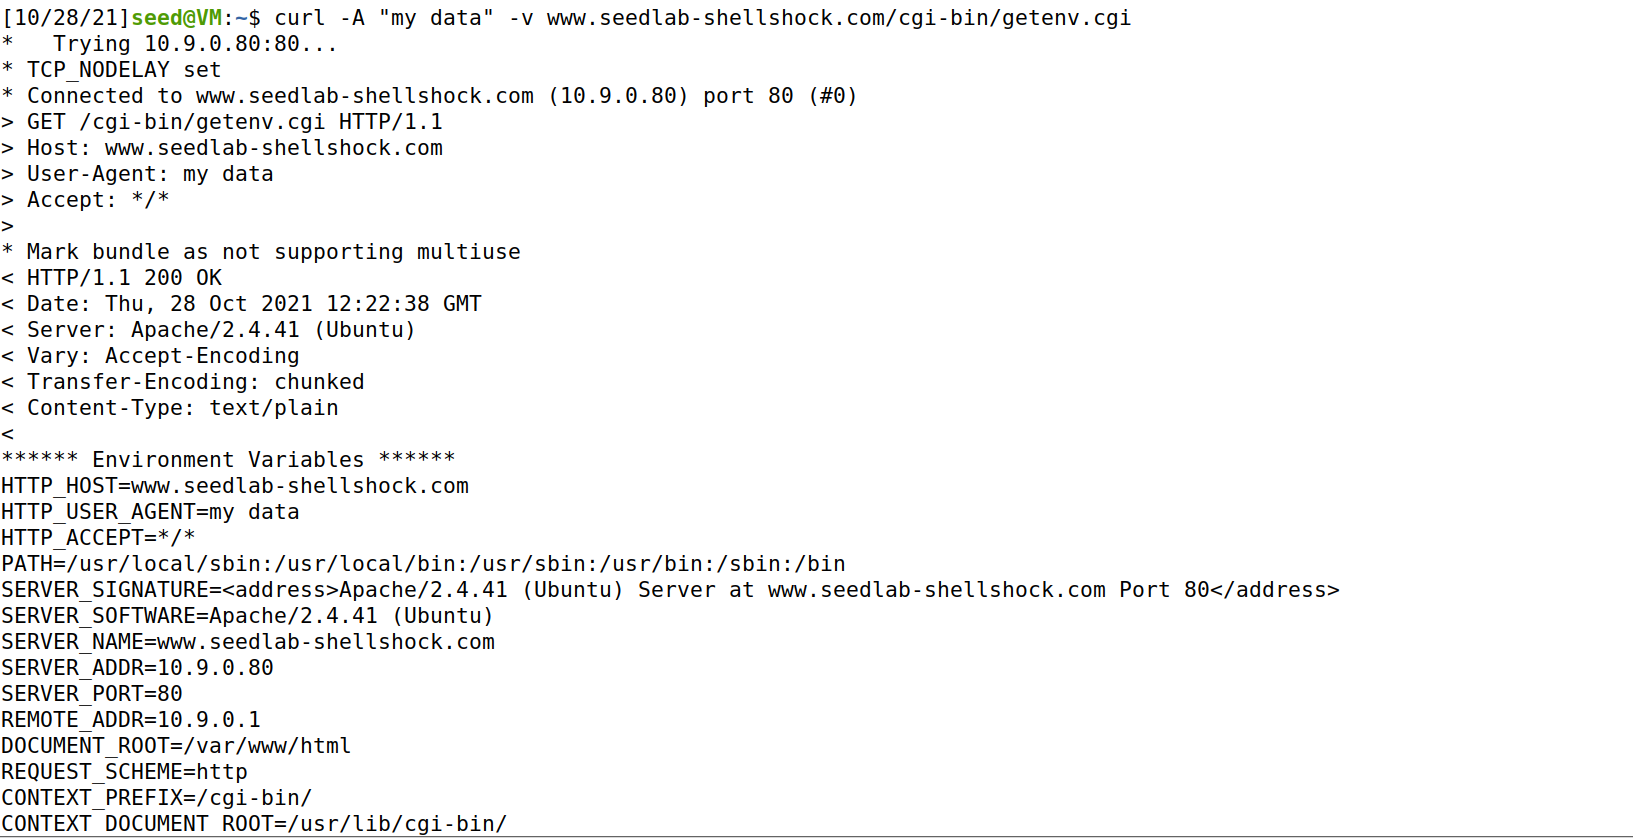 [10/28/21]seed@VM:~$ curl -A "my data" -v www.seedlab-shellshock.com/cgi-bin/getenv.cgi
*   Trying 10.9.0.80:80...
* TCP_NODELAY set
* Connected to www.seedlab-shellshock.com (10.9.0.80) port 80 (#0)
> GET /cgi-bin/getenv.cgi HTTP/1.1
> Host: www.seedlab-shellshock.com
> User-Agent: my data
> Accept: */*
>
* Mark bundle as not supporting multiuse
< HTTP/1.1 200 OK
< Date: Thu, 28 Oct 2021 12:22:38 GMT
< Server: Apache/2.4.41 (Ubuntu)
< Vary: Accept-Encoding
< Transfer-Encoding: chunked
< Content-Type: text/plain
<
****** Environment Variables ******
HTTP_HOST=www.seedlab-shellshock.com
HTTP_USER_AGENT=my data
HTTP_ACCEPT=*/*
PATH=/usr/local/sbin:/usr/local/bin:/usr/sbin:/usr/bin:/sbin:/bin
SERVER_SIGNATURE=<address>Apache/2.4.41 (Ubuntu) Server at www.seedlab-shellshock.com Port 80</address>
SERVER_SOFTWARE=Apache/2.4.41 (Ubuntu)
SERVER_NAME=www.seedlab-shellshock.com
SERVER_ADDR=10.9.0.80
SERVER_PORT=80
REMOTE_ADDR=10.9.0.1
DOCUMENT_ROOT=/var/www/html
REQUEST_SCHEME=http
CONTEXT_PREFIX=/cgi-bin/
CONTEXT_DOCUMENT_ROOT=/usr/lib/cgi-bin/